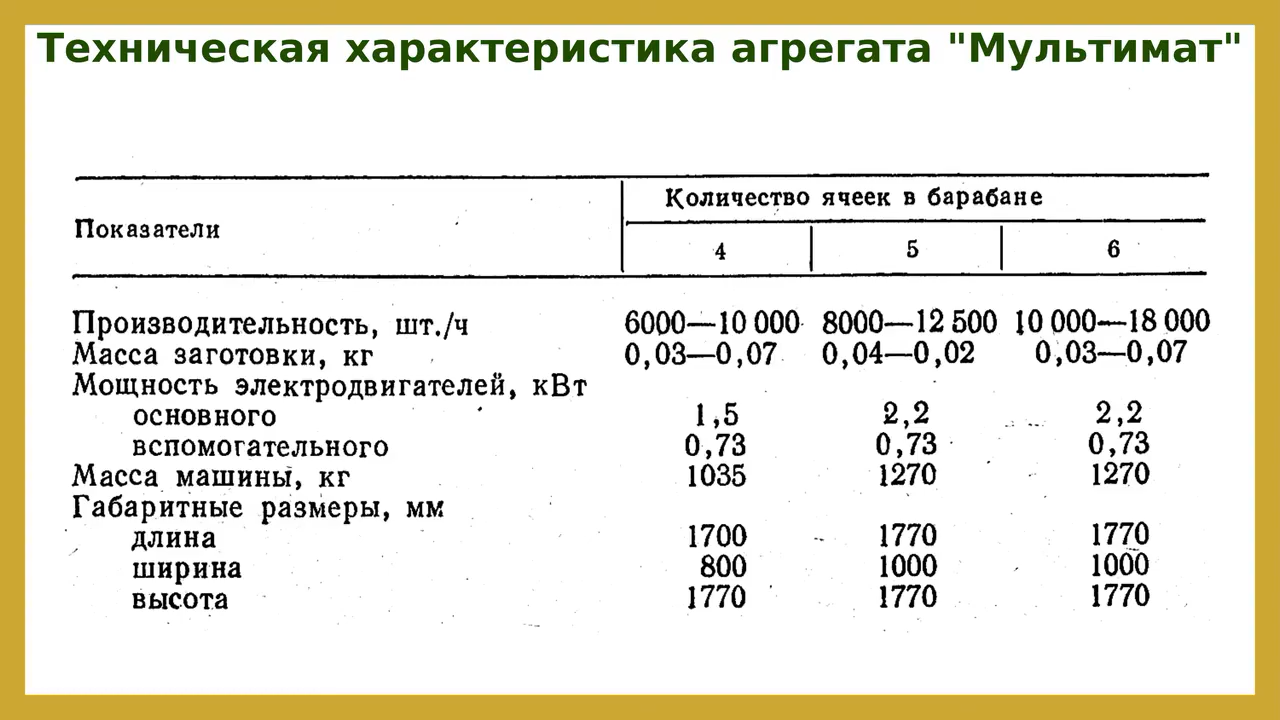 Техническая характеристика агрегата "Мультимат"
Количество ячеек в барабане
Показатели
4 5 6
Производительность, шт./ч 6000—10 000 8000—12 500 10 000—18 000
Масса заготовки, кг 0,03—0,07 0,04—0,02 0,03—0,07
Мощность электродвигателей, кВт
основного 1,5 2,2 2,2
вспомогательного 0,73 0,73 0,73
Масса машины, кг 1035 1270 1270
Габаритные размеры, мм
длина 1700 1770 1770
ширина 800 1000 1000
высота 1770 1770 1770